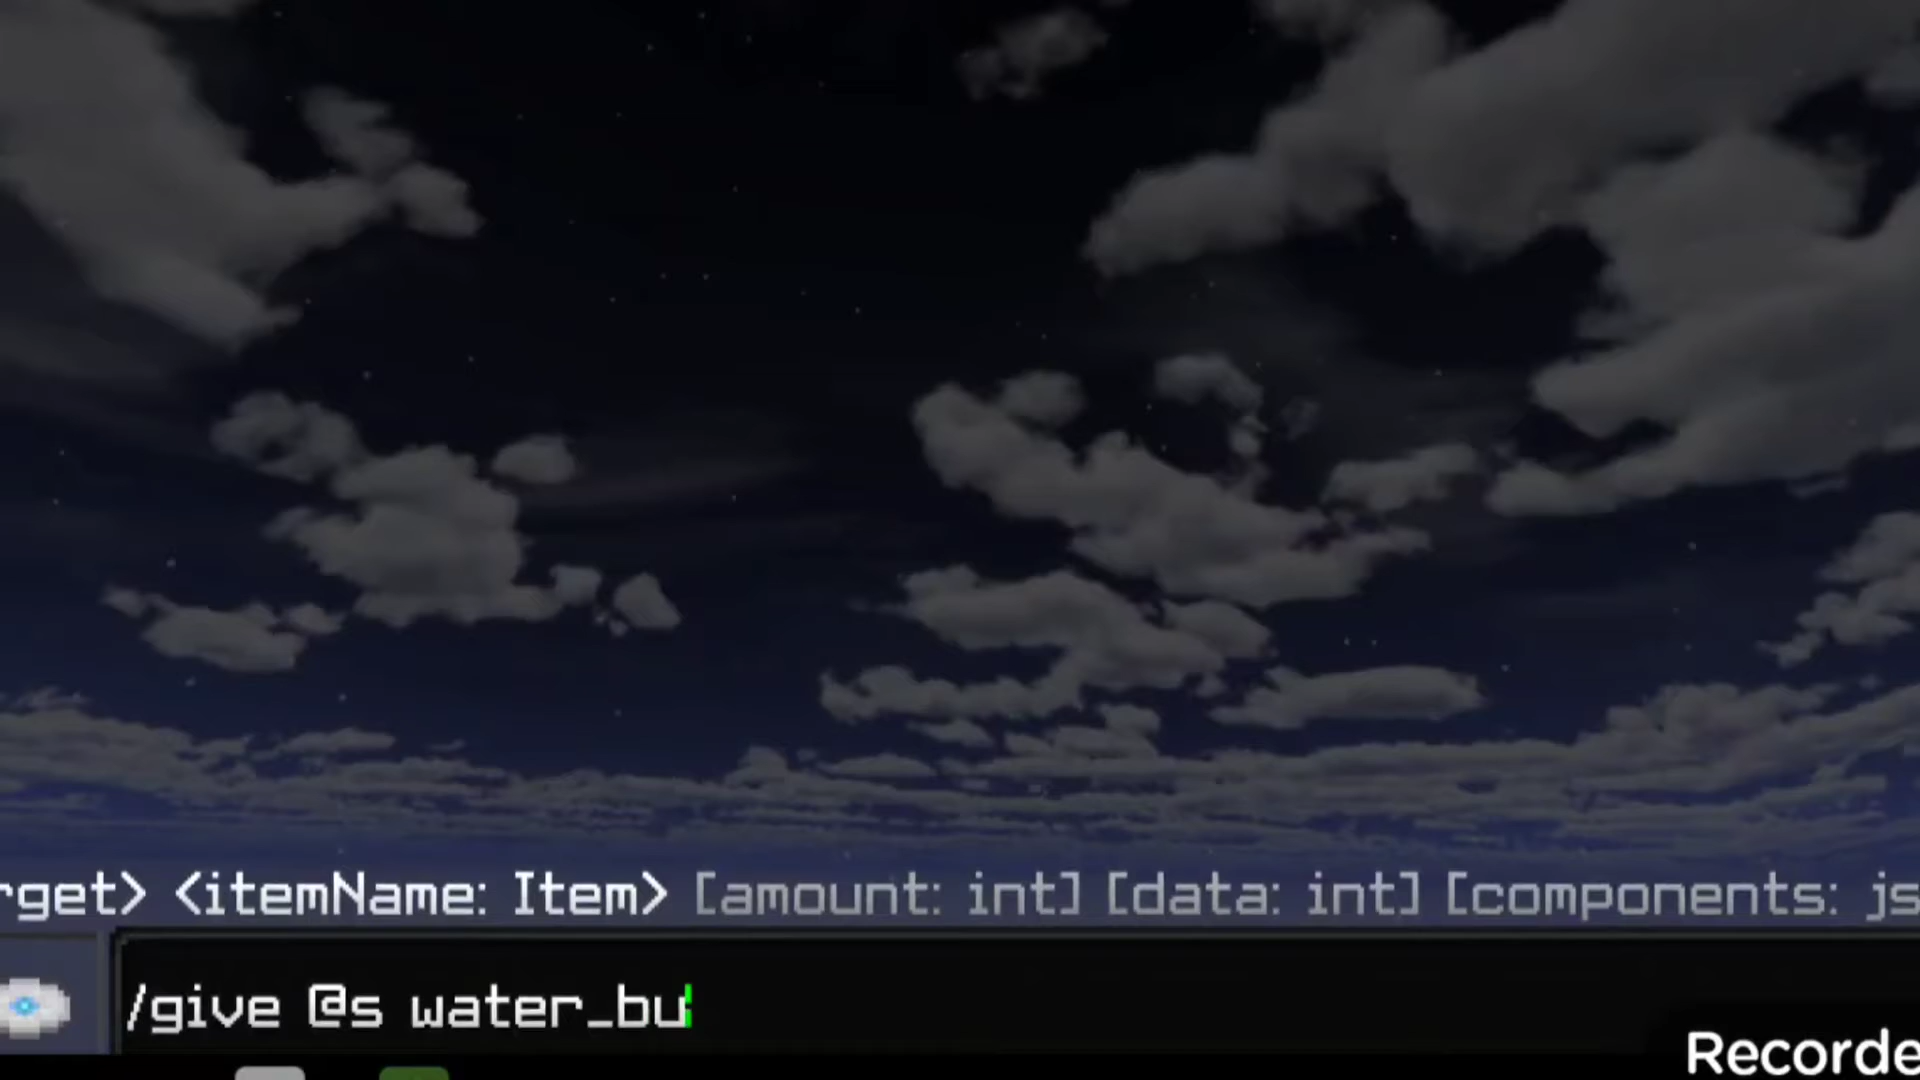 rget> <itemName: Item> [amount: int] [data: int] [components: js
/give @s water_bu
Recorde